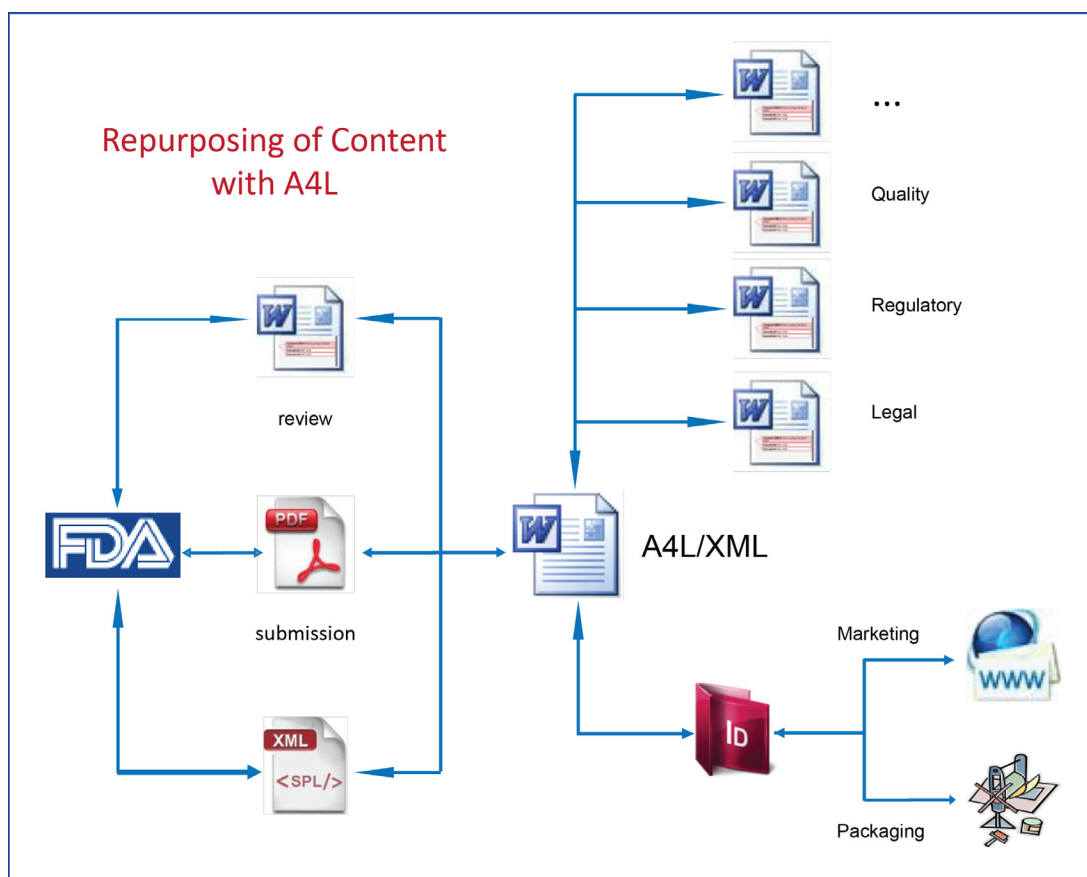 Repurposing of Content
with A4L
W
...
W
Quality
W
Regulatory
W
Legal
W
review
FDA
PDF
submission
W
A4L/XML
XML
<SPL/>
ID
Marketing
WWW
Packaging